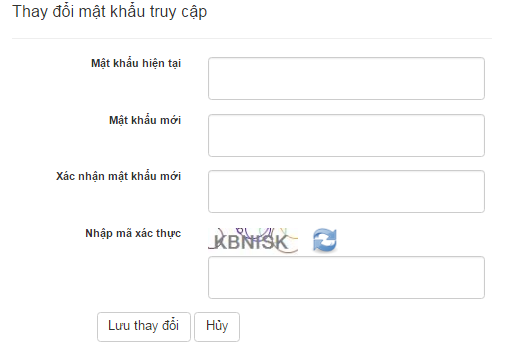 Thay đổi mật khẩu truy cập
Mật khẩu hiện tại
Mật khẩu mới
Xác nhận mật khẩu mới
Nhập mã xác thực
KBNISK
Lưu thay đổi
Hủy